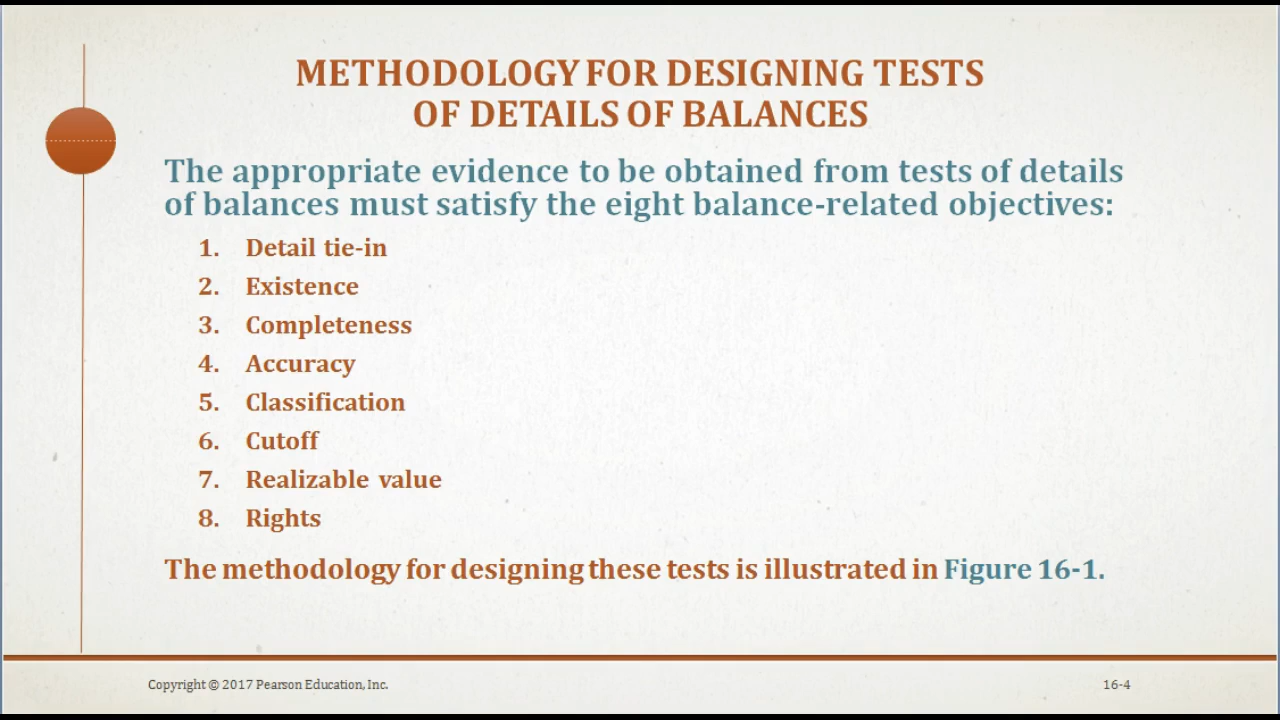 METHODOLOGY FOR DESIGNING TESTS
OF DETAILS OF BALANCES
The appropriate evidence to be obtained from tests of details
of balances must satisfy the eight balance-related objectives:
1. Detail tie-in
2. Existence
3. Completeness
4. Accuracy
5. Classification
6. Cutoff
7. Realizable value
8. Rights
The methodology for designing these tests is illustrated in Figure 16-1.
Copyright © 2017 Pearson Education, Inc. 16-4